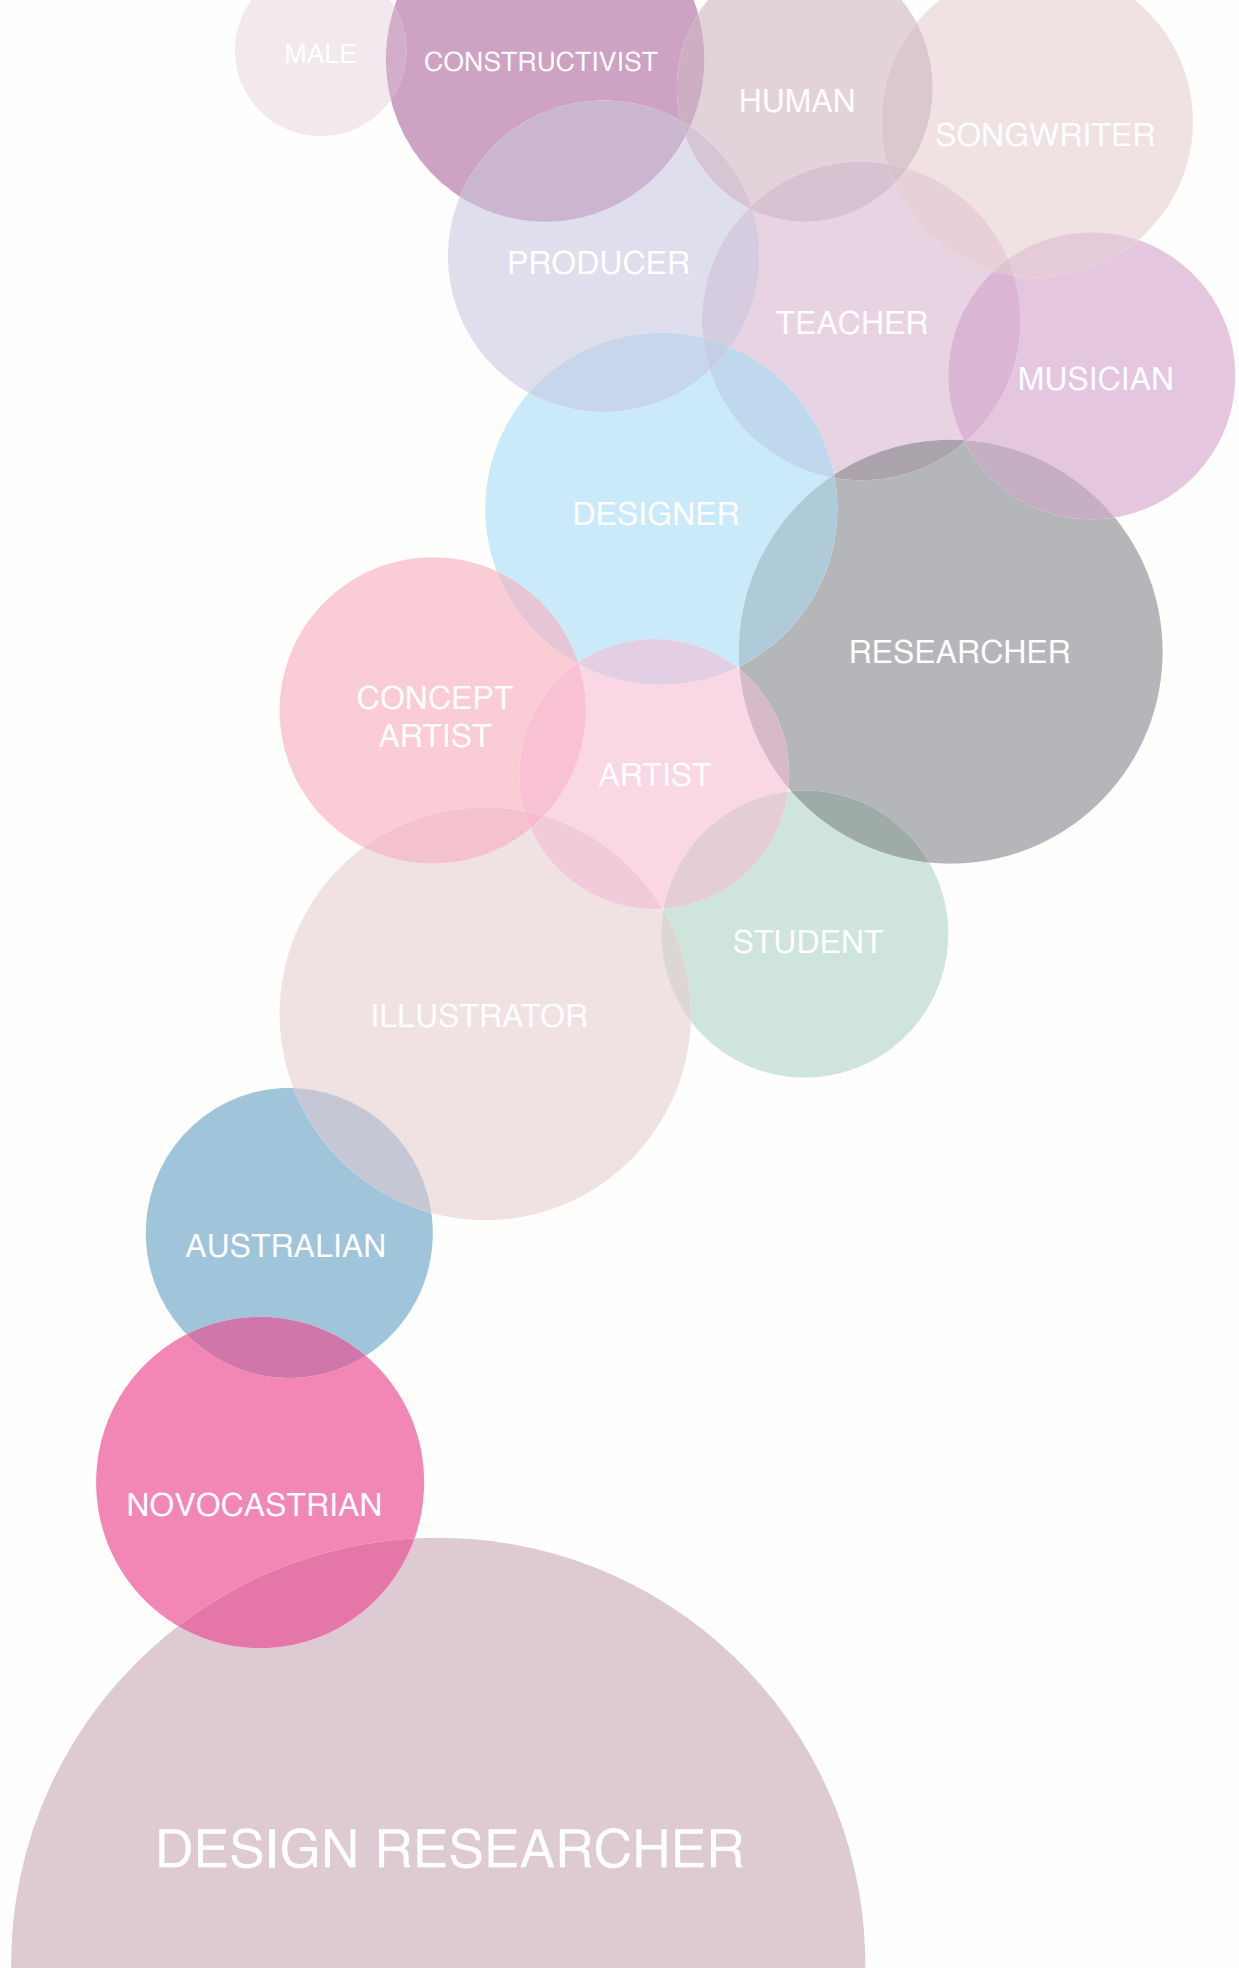 MALE
CONSTRUCTIVIST
HUMAN
SONGWRITER
PRODUCER
TEACHER
MUSICIAN
DESIGNER
RESEARCHER
CONCEPT
ARTIST
ARTIST
STUDENT
ILLUSTRATOR
AUSTRALIAN
NOVOCASTRIAN
DESIGN RESEARCHER